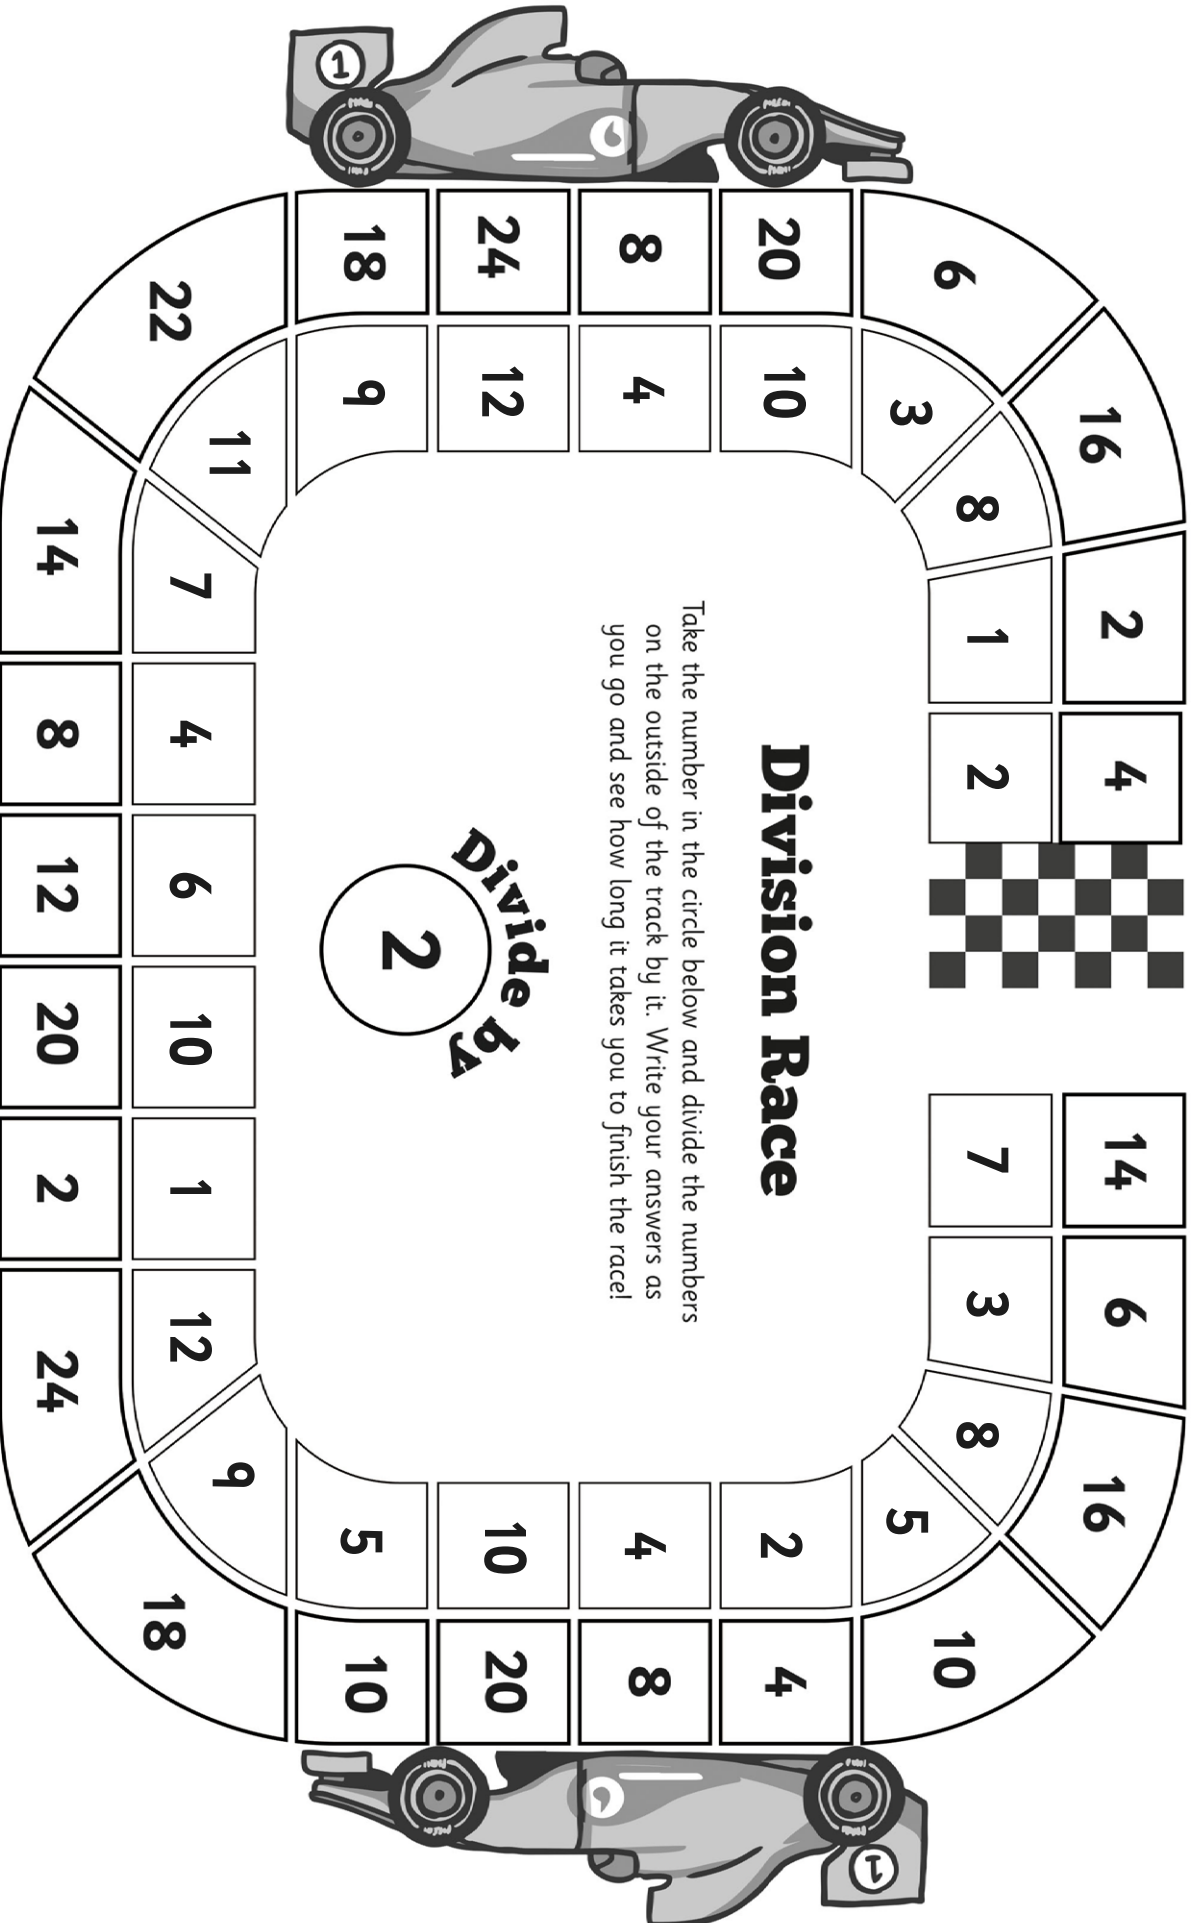 16 2 4 14 6 16
8 1 2 7 3 8
6 10
3 5
20 10 2 4
Division Race
Take the number in the circle below and divide the numbers
on the outside of the track by it. Write your answers as
you go and see how long it takes you to finish the race!
8 4 4 8
24 12 10 20
Divide by
2
18 9 5 10
1
1
22 11 9 18
7 4 6 10 1 12
14 8 12 20 2 24